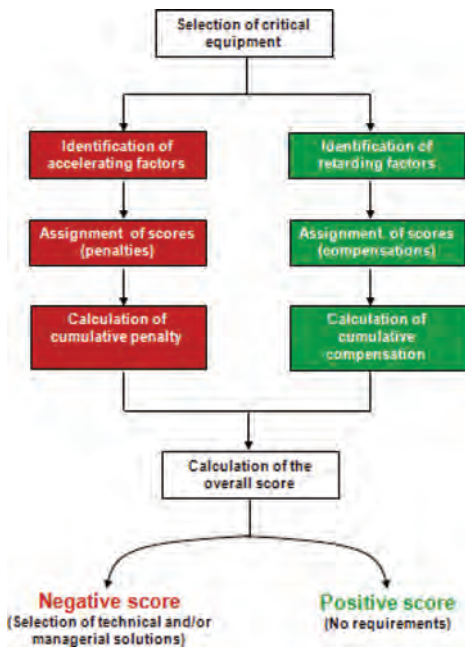 Selection of critical
equipment
Identification of
accelerating factors
Identification of
retarding factors
Assignment of scores
(penalties)
Assignment of scores
(compensations)
Calculation of
cumulative penalty
Calculation of
cumulative
compensation
Calculation of the
overall score
Negative score
(Selection of technical and/or
managerial solutions)
Positive score
(No requirements)